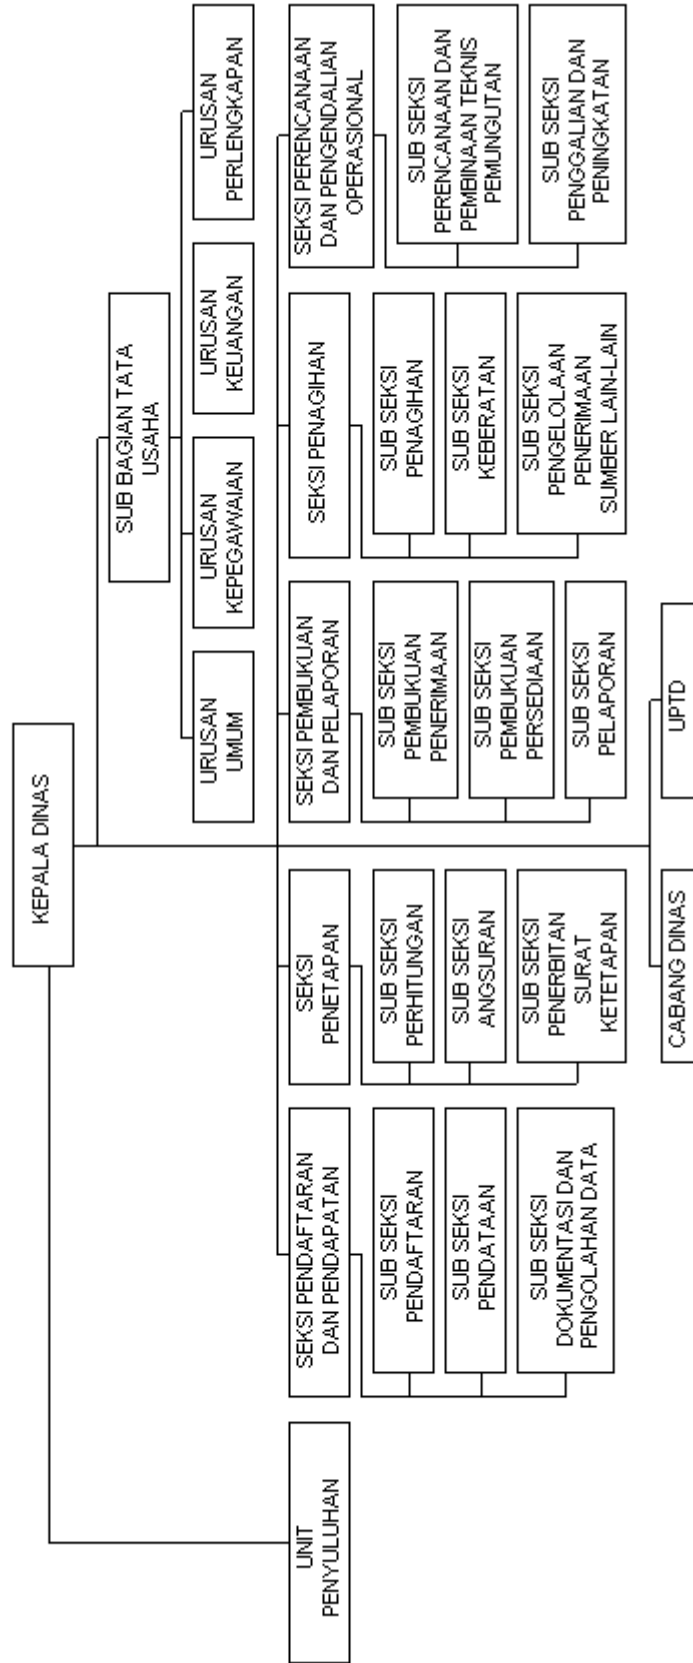 KEPALA DINAS
SUB BAGIAN TATA
USAHA
URUSAN
UMUM
URUSAN
KEPEGAWAIAN
URUSAN
KEUANGAN
URUSAN
PERLENGKAPAN
UNIT
PENYULUHAN
SEKSI PENDAFTARAN
DAN PENDAPATAN
SUB SEKSI
PENDAFTARAN
SUB SEKSI
PENDATAAN
SUB SEKSI
DOKUMENTASI DAN
PENGOLAHAN DATA
SEKSI
PENETAPAN
SUB SEKSI
PERHITUNGAN
SUB SEKSI
ANGSURAN
SUB SEKSI
PENERBITAN
SURAT
KETETAPAN
SEKSI PEMBUKUAN
DAN PELAPORAN
SUB SEKSI
PEMBUKUAN
PENERIMAAN
SUB SEKSI
PEMBUKUAN
PERSEDIAAN
SUB SEKSI
PELAPORAN
SEKSI PENAGIHAN
SUB SEKSI
PENAGIHAN
SUB SEKSI
KEBERATAN
SUB SEKSI
PENGELOLAAN
PENERIMAAN
SUMBER LAIN-LAIN
SEKSI PERENCANAAN
DAN PENGENDALIAN
OPERASIONAL
SUB SEKSI
PERENCANAAN DAN
PEMBINAAN TEKNIS
PEMUNGUTAN
SUB SEKSI
PENGGALIAN DAN
PENINGKATAN
CABANG DINAS
UPTD